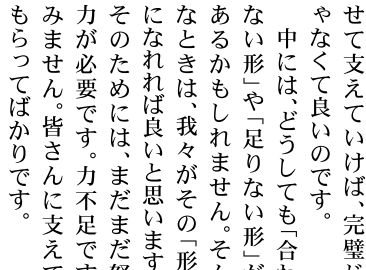 せて支えていけば、完璧じ
ゃなくて良いのです。
中には、どうしても「合わ
ない形」や「足りない形」が
あるかもしれません。そん
なときは、我々がその「形
になれれば良いと思います
そのためには、まだまだ努
力が必要です。力不足です
みません。皆さんに支えて
もらってばかりです。